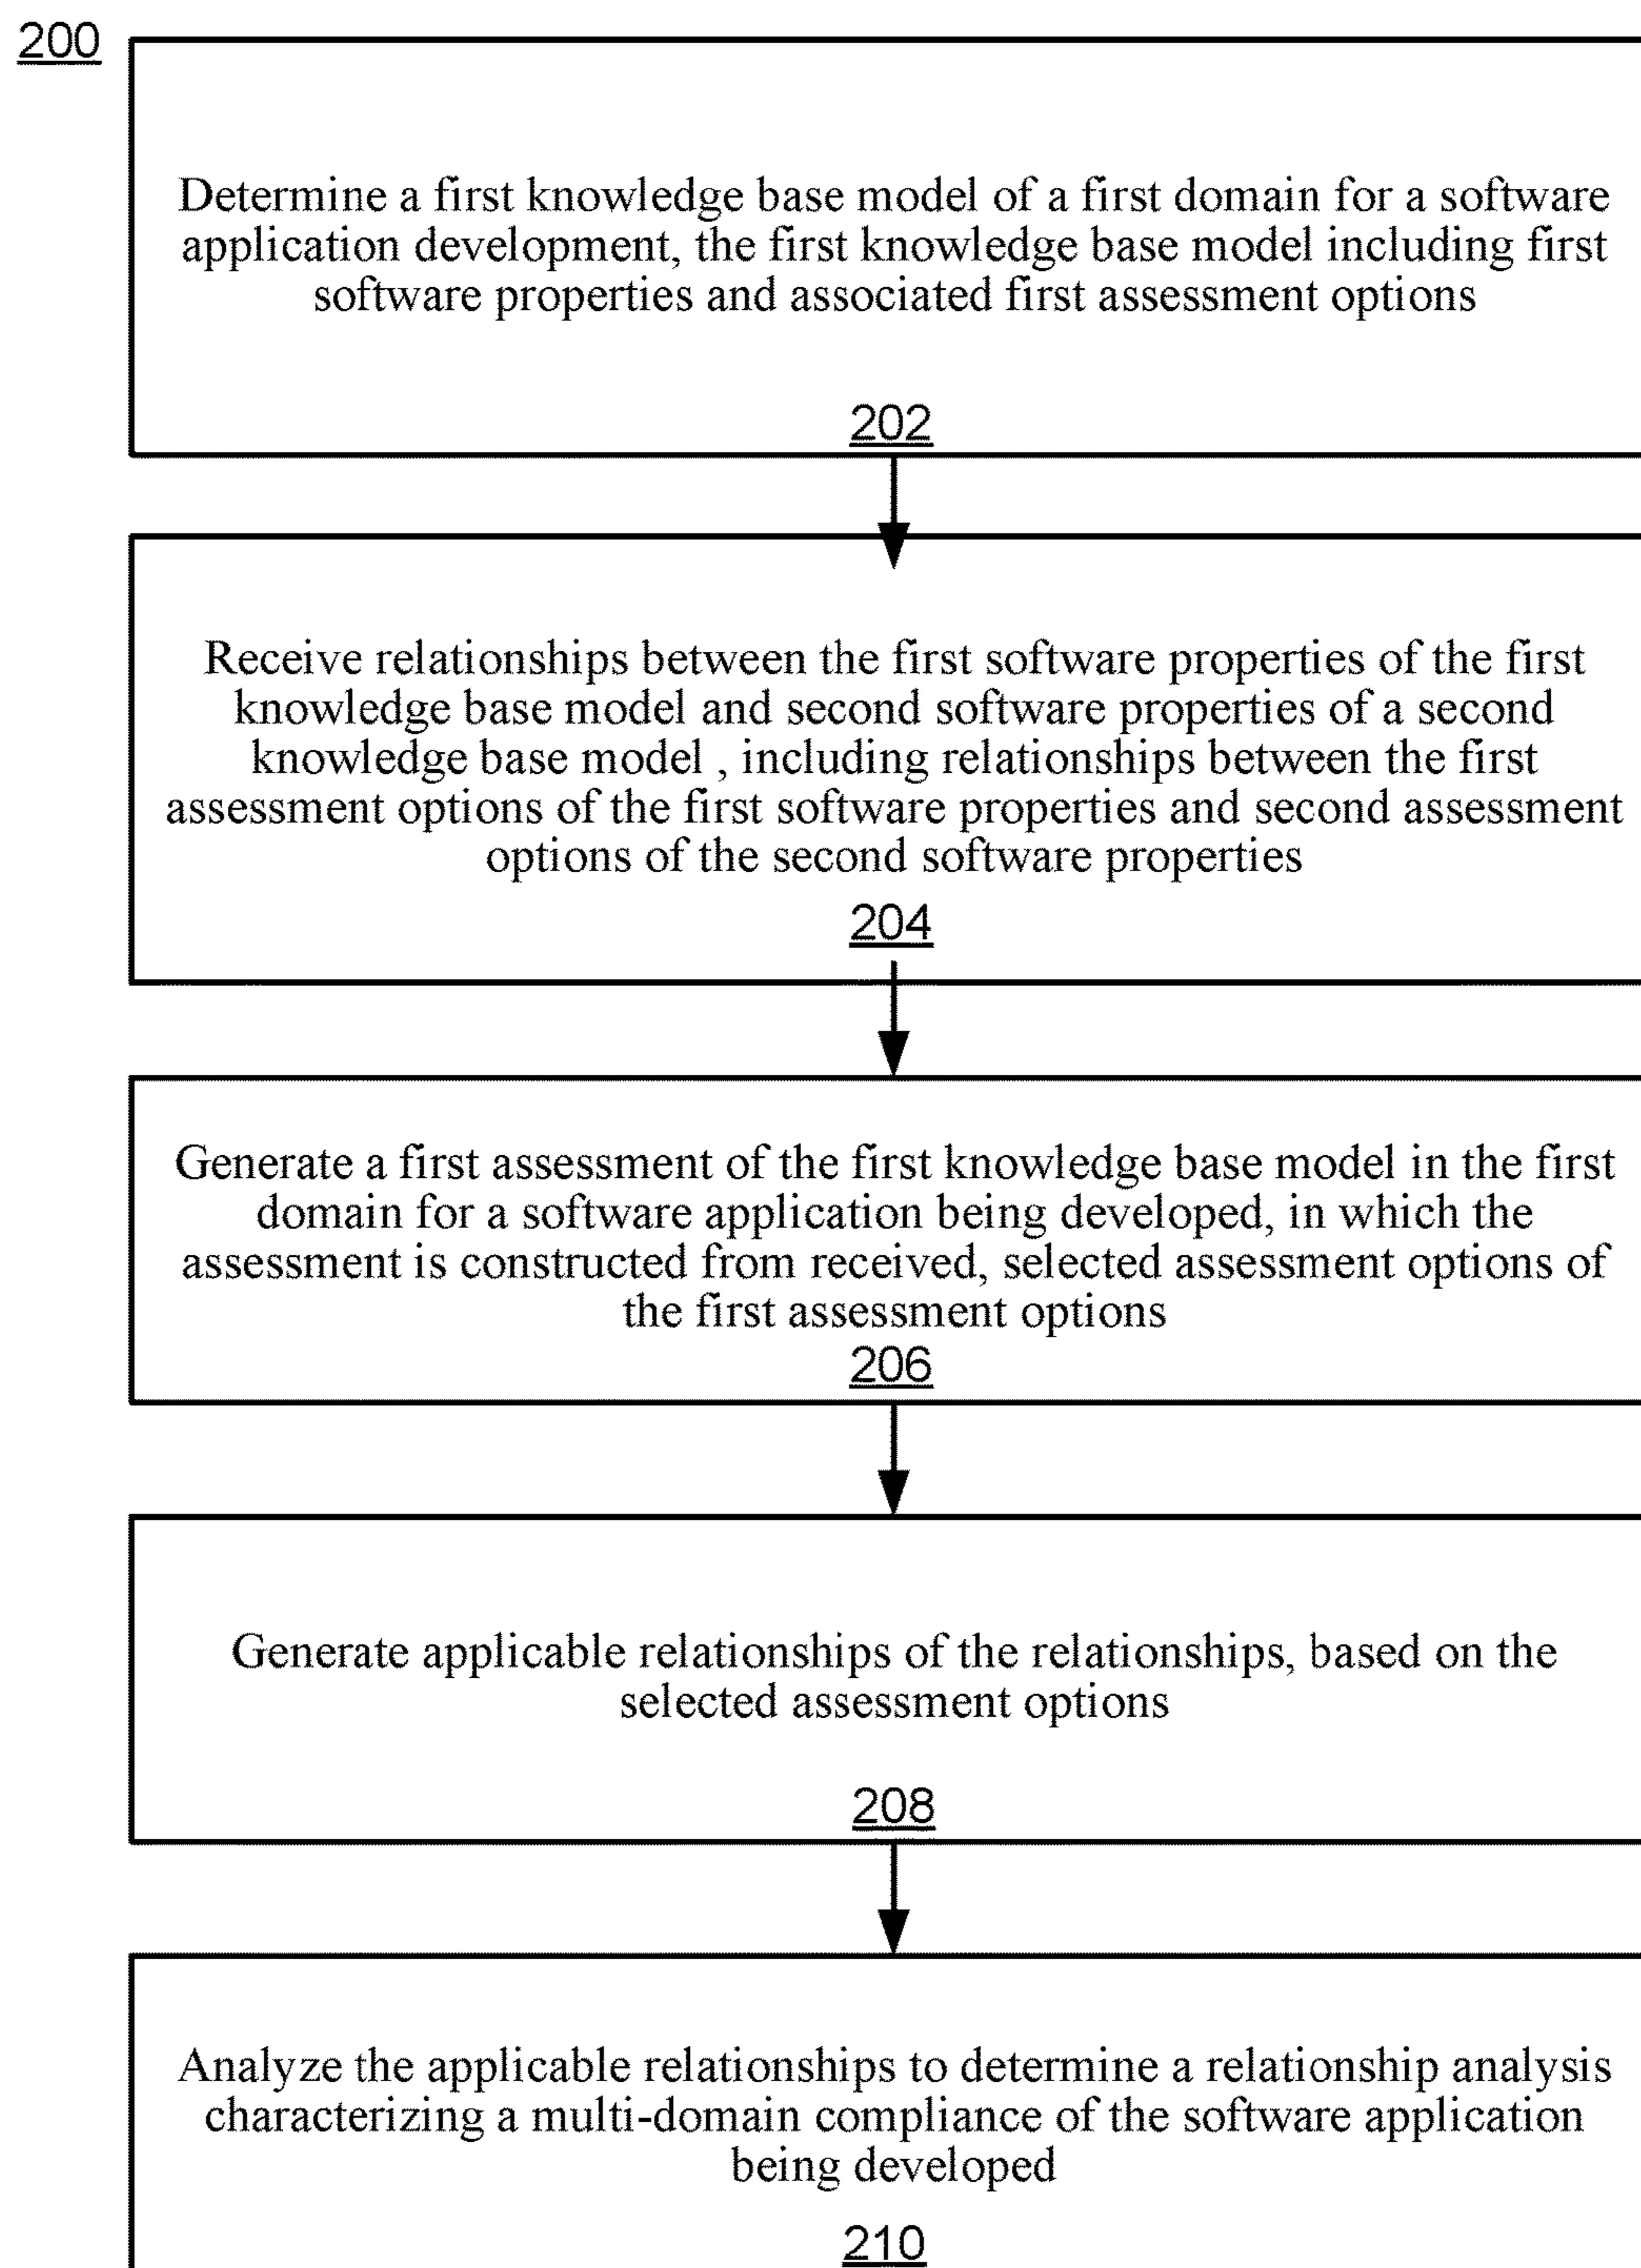 200
Determine a first knowledge base model of a first domain for a software
application development, the first knowledge base model including first
software properties and associated first assessment options
202
Receive relationships between the first software properties of the first
knowledge base model and second software properties of a second
knowledge base model , including relationships between the first
assessment options of the first software properties and second assessment
options of the second software properties
204
Generate a first assessment of the first knowledge base model in the first
domain for a software application being developed, in which the
assessment is constructed from received, selected assessment options of
the first assessment options
206
Generate applicable relationships of the relationships, based on the
selected assessment options
208
Analyze the applicable relationships to determine a relationship analysis
characterizing a multi-domain compliance of the software application
being developed
210